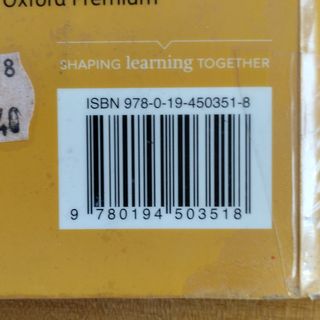 Oxford Premium
8
40
SHAPING learning TOGETHER
ISBN 978-0-19-450351-8
9 780194 503518